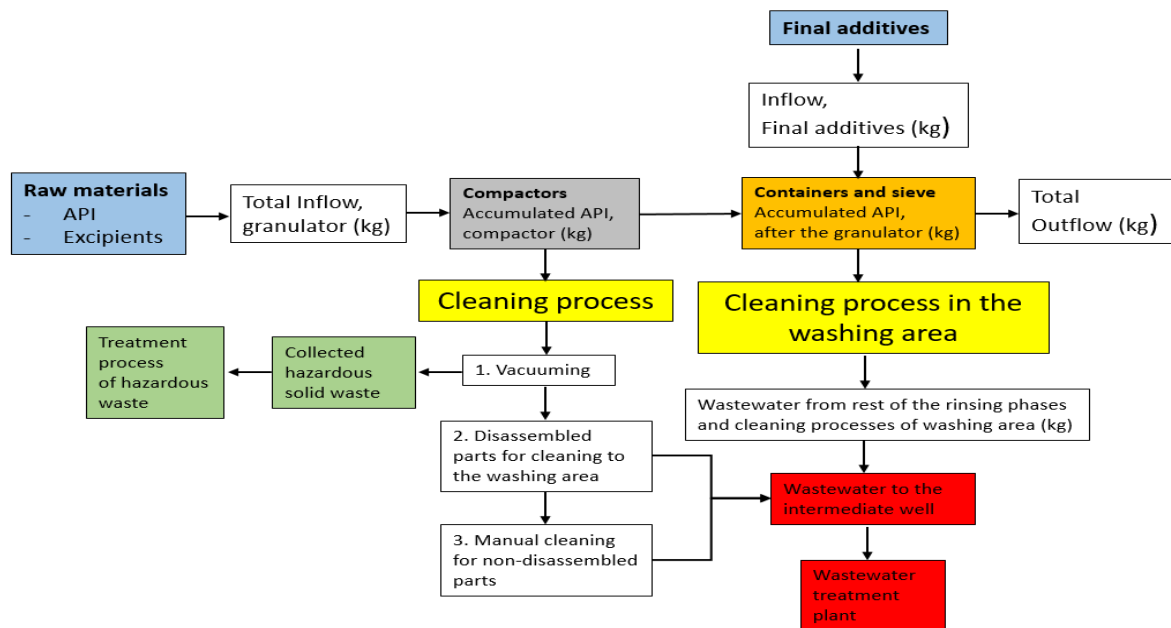 Final additives
Inflow,
Final additives (kg)
Raw materials
- API
- Excipients
Total Inflow,
granulator (kg)
Compactors
Accumulated API,
compactor (kg)
Containers and sieve
Accumulated API,
after the granulator (kg)
Total
Outflow (kg)
Cleaning process
Cleaning process in the
washing area
Treatment
process
of hazardous
waste
Collected
hazardous
solid waste
1. Vacuuming
Wastewater from rest of the rinsing phases
and cleaning processes of washing area (kg)
2. Disassembled
parts for cleaning to
the washing area
Wastewater to the
intermediate well
3. Manual cleaning
for non-disassembled
parts
Wastewater
treatment
plant